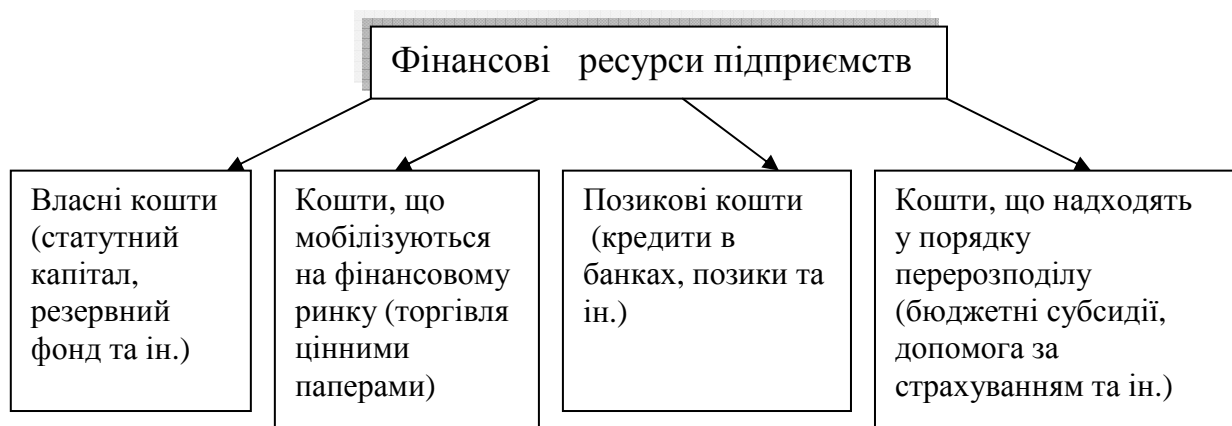 Фінансові ресурси підприємств
Власні кошти
(статутний
капітал,
резервний
фонд та ін.)
Кошти, що
мобілізуються
на фінансовому
ринку (торгівля
цінними
паперами)
Позикові кошти
(кредити в
банках, позики та
ін.)
Кошти, що надходять
у порядку
перерозподілу
(бюджетні субсидії,
допомога за
страхуванням та ін.)